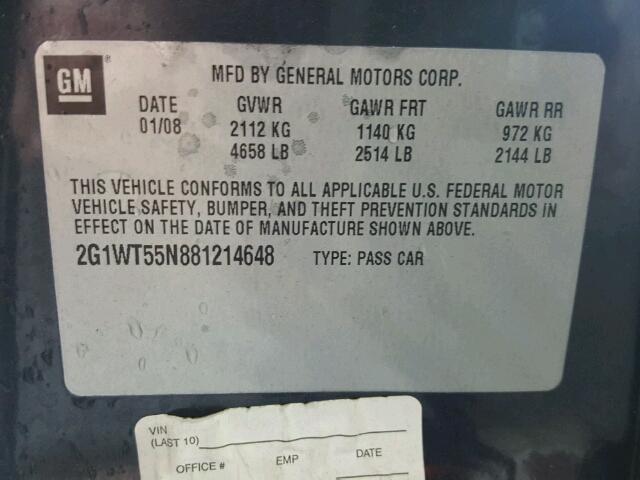 GM ®
MFD BY GENERAL MOTORS CORP.
DATE GVWR GAWR FRT GAWR RR
01/08 2112 KG 1140 KG 972 KG
4658 LB 2514 LB 2144 LB
THIS VEHICLE CONFORMS TO ALL APPLICABLE U.S. FEDERAL MOTOR
VEHICLE SAFETY, BUMPER, AND THEFT PREVENTION STANDARDS IN
EFFECT ON THE DATE OF MANUFACTURE SHOWN ABOVE.
2G1WT55N881214648 TYPE: PASS CAR
VIN
(LAST 10)
OFFICE # EMP DATE